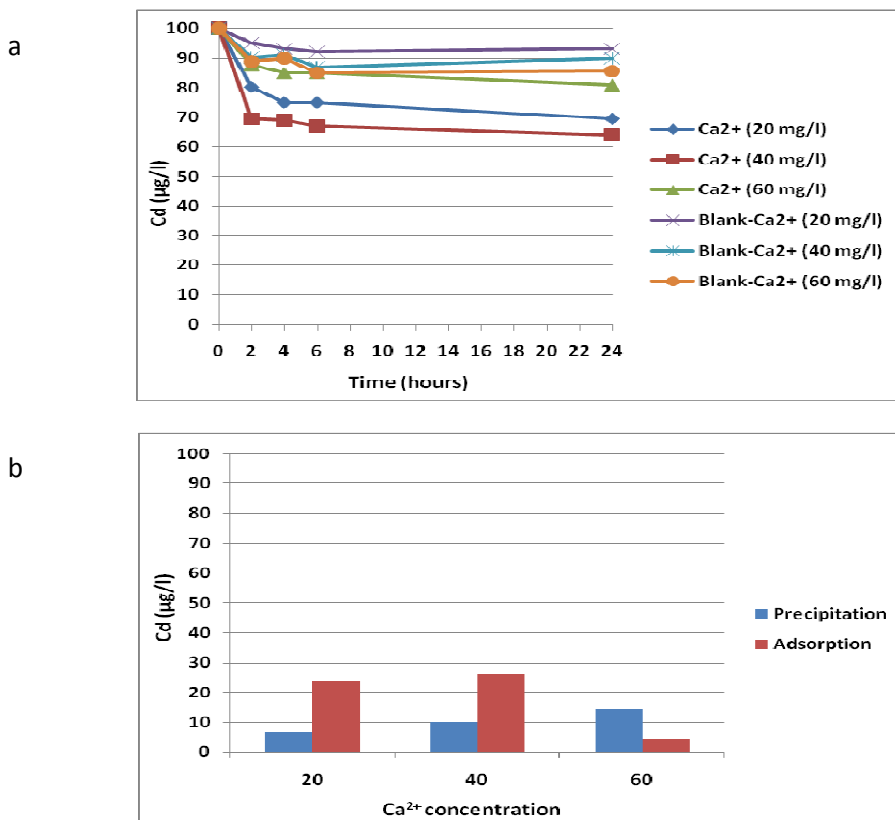 a
100
90
80
70
60
50
40
30
20
10
0
Cd (µg/l)
0 2 4 6 8 10 12 14 16 18 20 22 24
Time (hours)
Ca2+ (20 mg/l)
Ca2+ (40 mg/l)
Ca2+ (60 mg/l)
Blank-Ca2+ (20 mg/l)
Blank-Ca2+ (40 mg/l)
Blank-Ca2+ (60 mg/l)
b
100
90
80
70
60
50
40
30
20
10
0
Cd (µg/l)
20 40 60
Ca²⁺ concentration
Precipitation
Adsorption